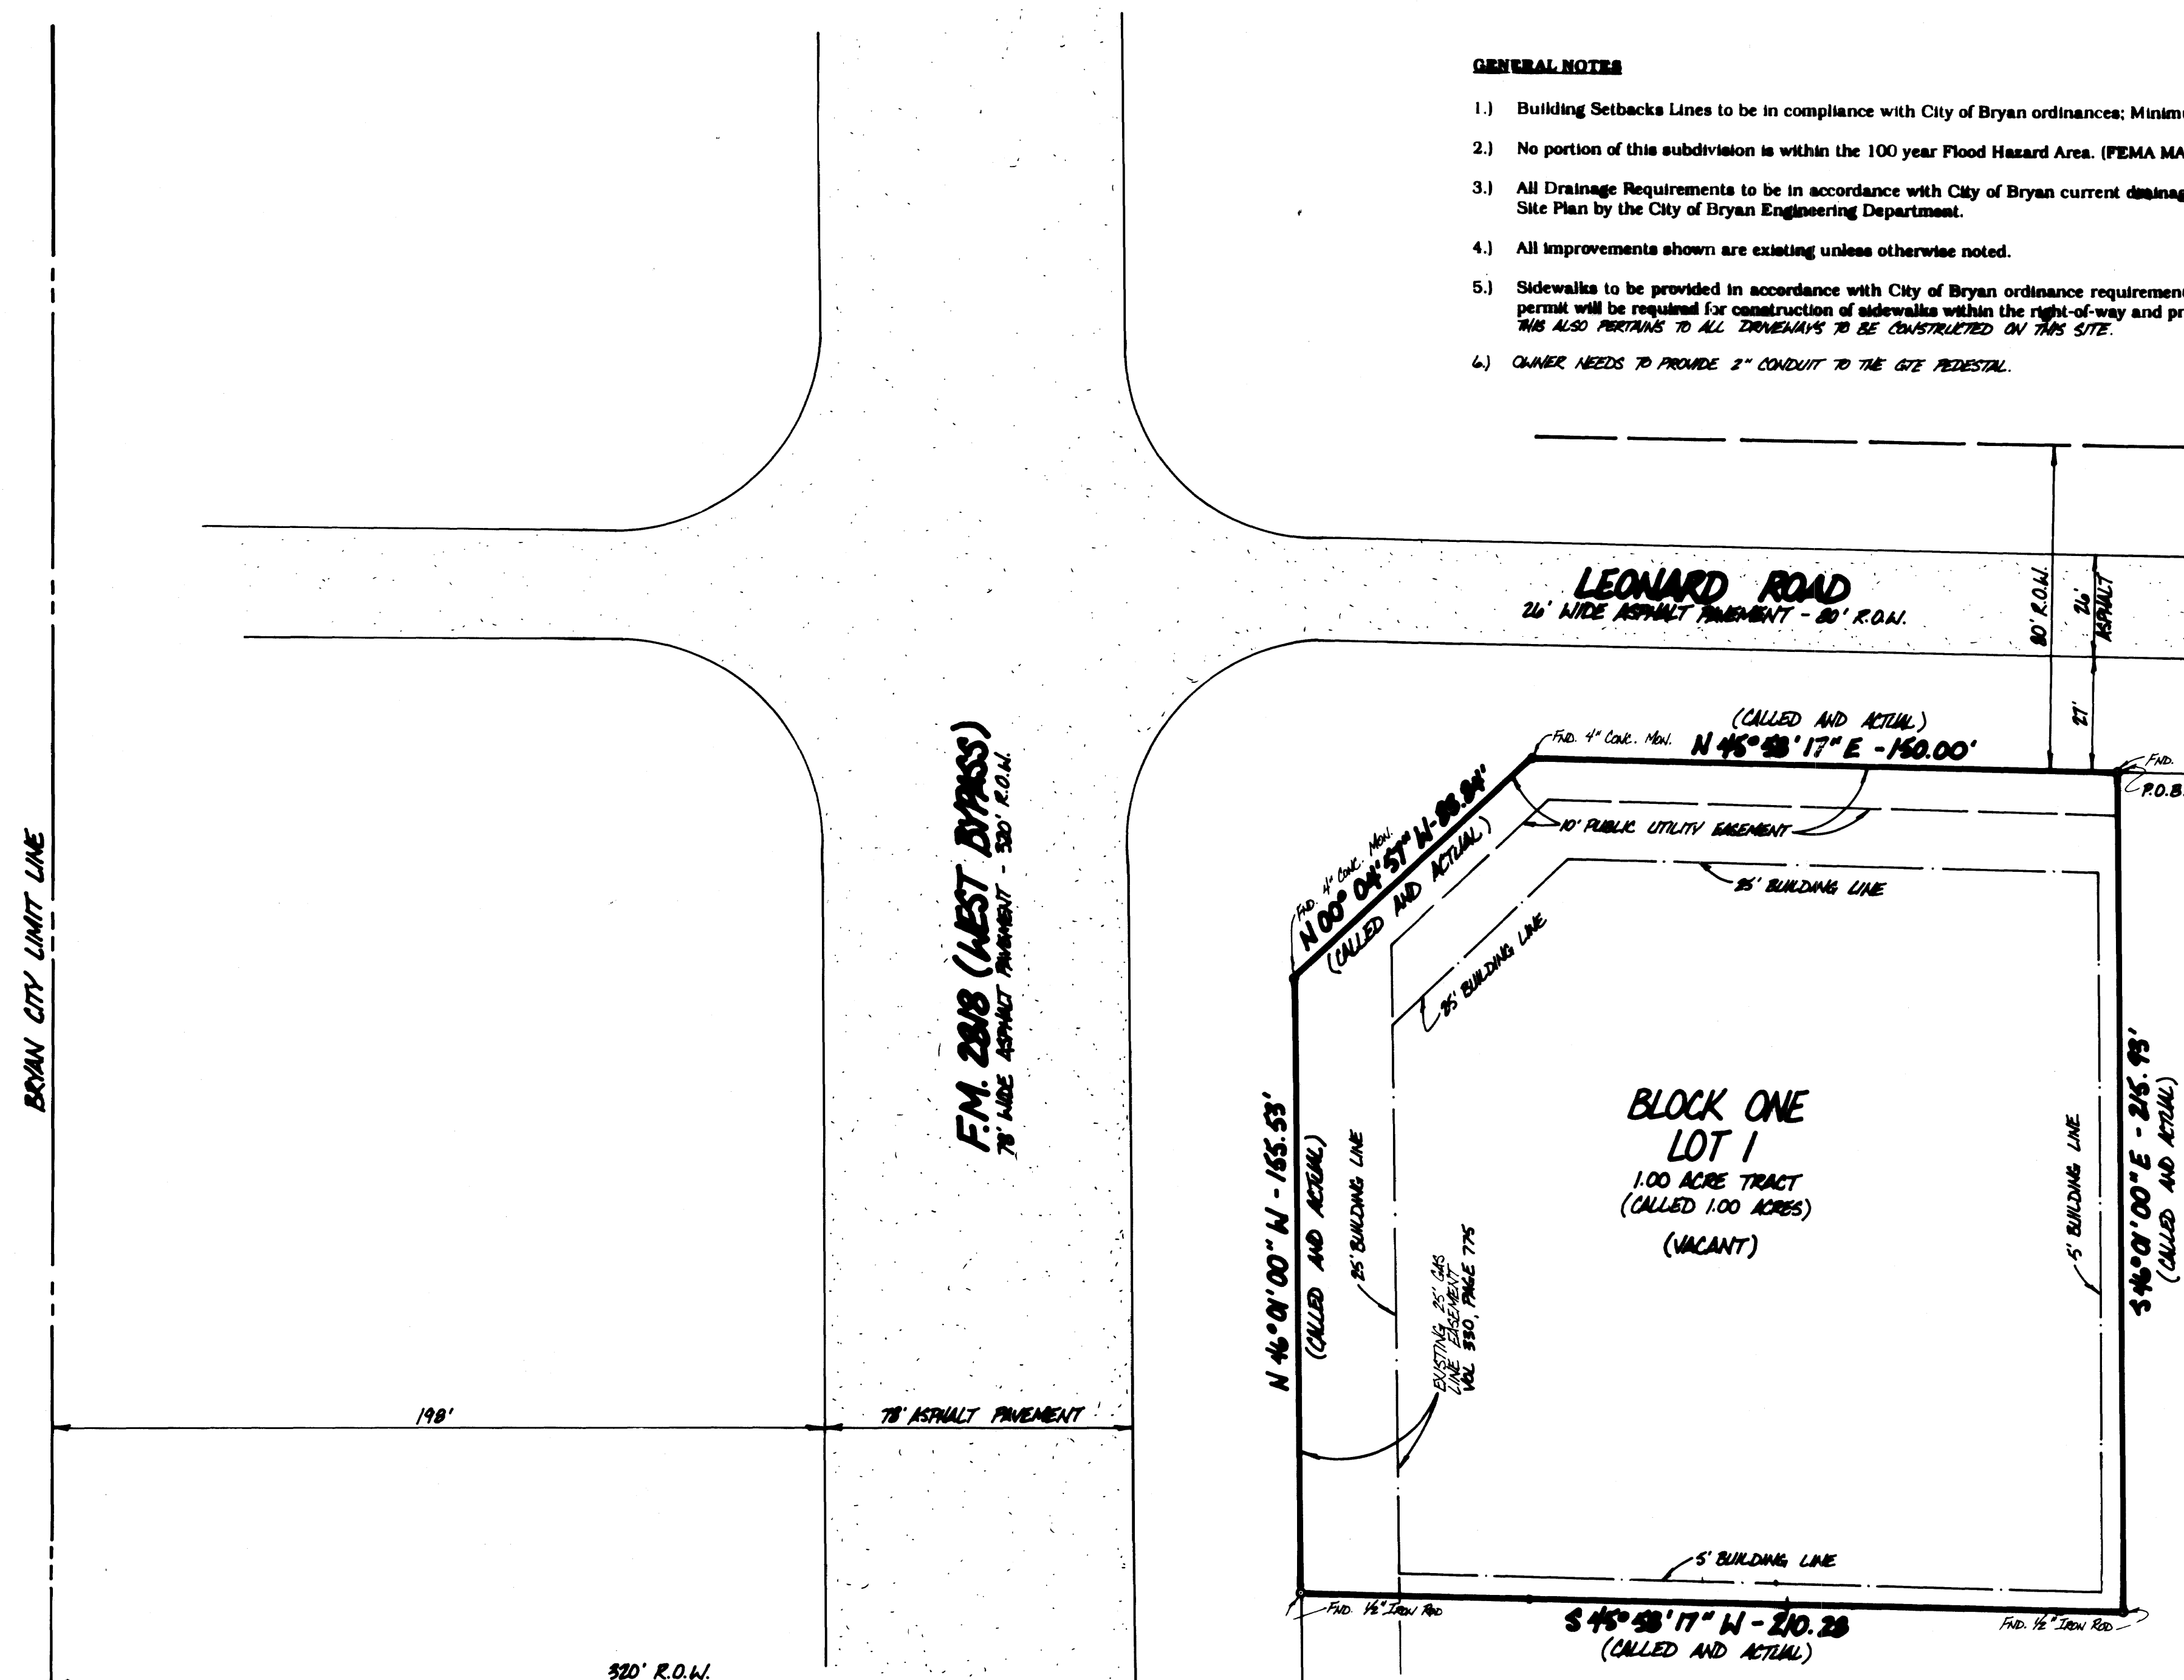 GENERAL NOTES
1.) Building Setbacks Lines to be in compliance with City of Bryan ordinances; Minim
2.) No portion of this subdivision is within the 100 year Flood Hazard Area. (FEMA MA
3.) All Drainage Requirements to be in accordance with City of Bryan current drainag
Site Plan by the City of Bryan Engineering Department.
4.) All improvements shown are existing unless otherwise noted.
5.) Sidewalks to be provided in accordance with City of Bryan ordinance requiremen
permit will be required for construction of sidewalks within the right-of-way and pr
THIS ALSO PERTAINS TO ALL DRIVEWAYS TO BE CONSTRUCTED ON THIS SITE.
6.) OWNER NEEDS TO PROVIDE 2" CONDUIT TO THE GTE PEDESTAL.
LEONARD ROAD
26' WIDE ASPHALT PAVEMENT - 80' R.O.W.
80' R.O.W.
26'
ASPHALT
27'
(CALLED AND ACTUAL)
FND. 4" CONC. MON.
N 45° 58' 17" E - 150.00'
FND.
P.O.B.
FND. 4" CONC. MON.
N 00° 04' 57" W - 88.84'
(CALLED AND ACTUAL)
10' PUBLIC UTILITY EASEMENT
25' BUILDING LINE
25' BUILDING LINE
F.M. 2818 (WEST BYPASS)
78' WIDE ASPHALT PAVEMENT - 320' R.O.W.
BRYAN CITY LIMIT LINE
N 46° 01' 00" W - 155.53'
(CALLED AND ACTUAL)
25' BUILDING LINE
EXISTING 25' GAS
LINE EASEMENT
VOL. 330, PAGE 775
BLOCK ONE
LOT 1
1.00 ACRE TRACT
(CALLED 1.00 ACRES)
(VACANT)
5' BUILDING LINE
S 46° 01' 00" E - 215.93'
(CALLED AND ACTUAL)
198'
78' ASPHALT PAVEMENT
5' BUILDING LINE
FND. 1/2" IRON ROD
S 45° 58' 17" W - 210.28
(CALLED AND ACTUAL)
FND. 1/2" IRON ROD
320' R.O.W.